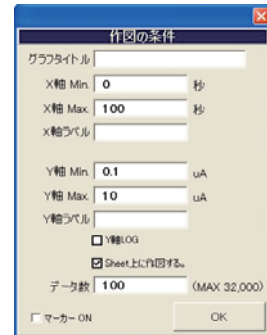 作図の条件
グラフタイトル
X軸 Min. 0 秒
X軸 Max. 100 秒
X軸ラベル
Y軸 Min. 0.1 uA
Y軸 Max. 10 uA
Y軸ラベル
Y軸LOG
Sheet上に作図する。
データ数 100 (MAX 32,000)
マーカー ON OK